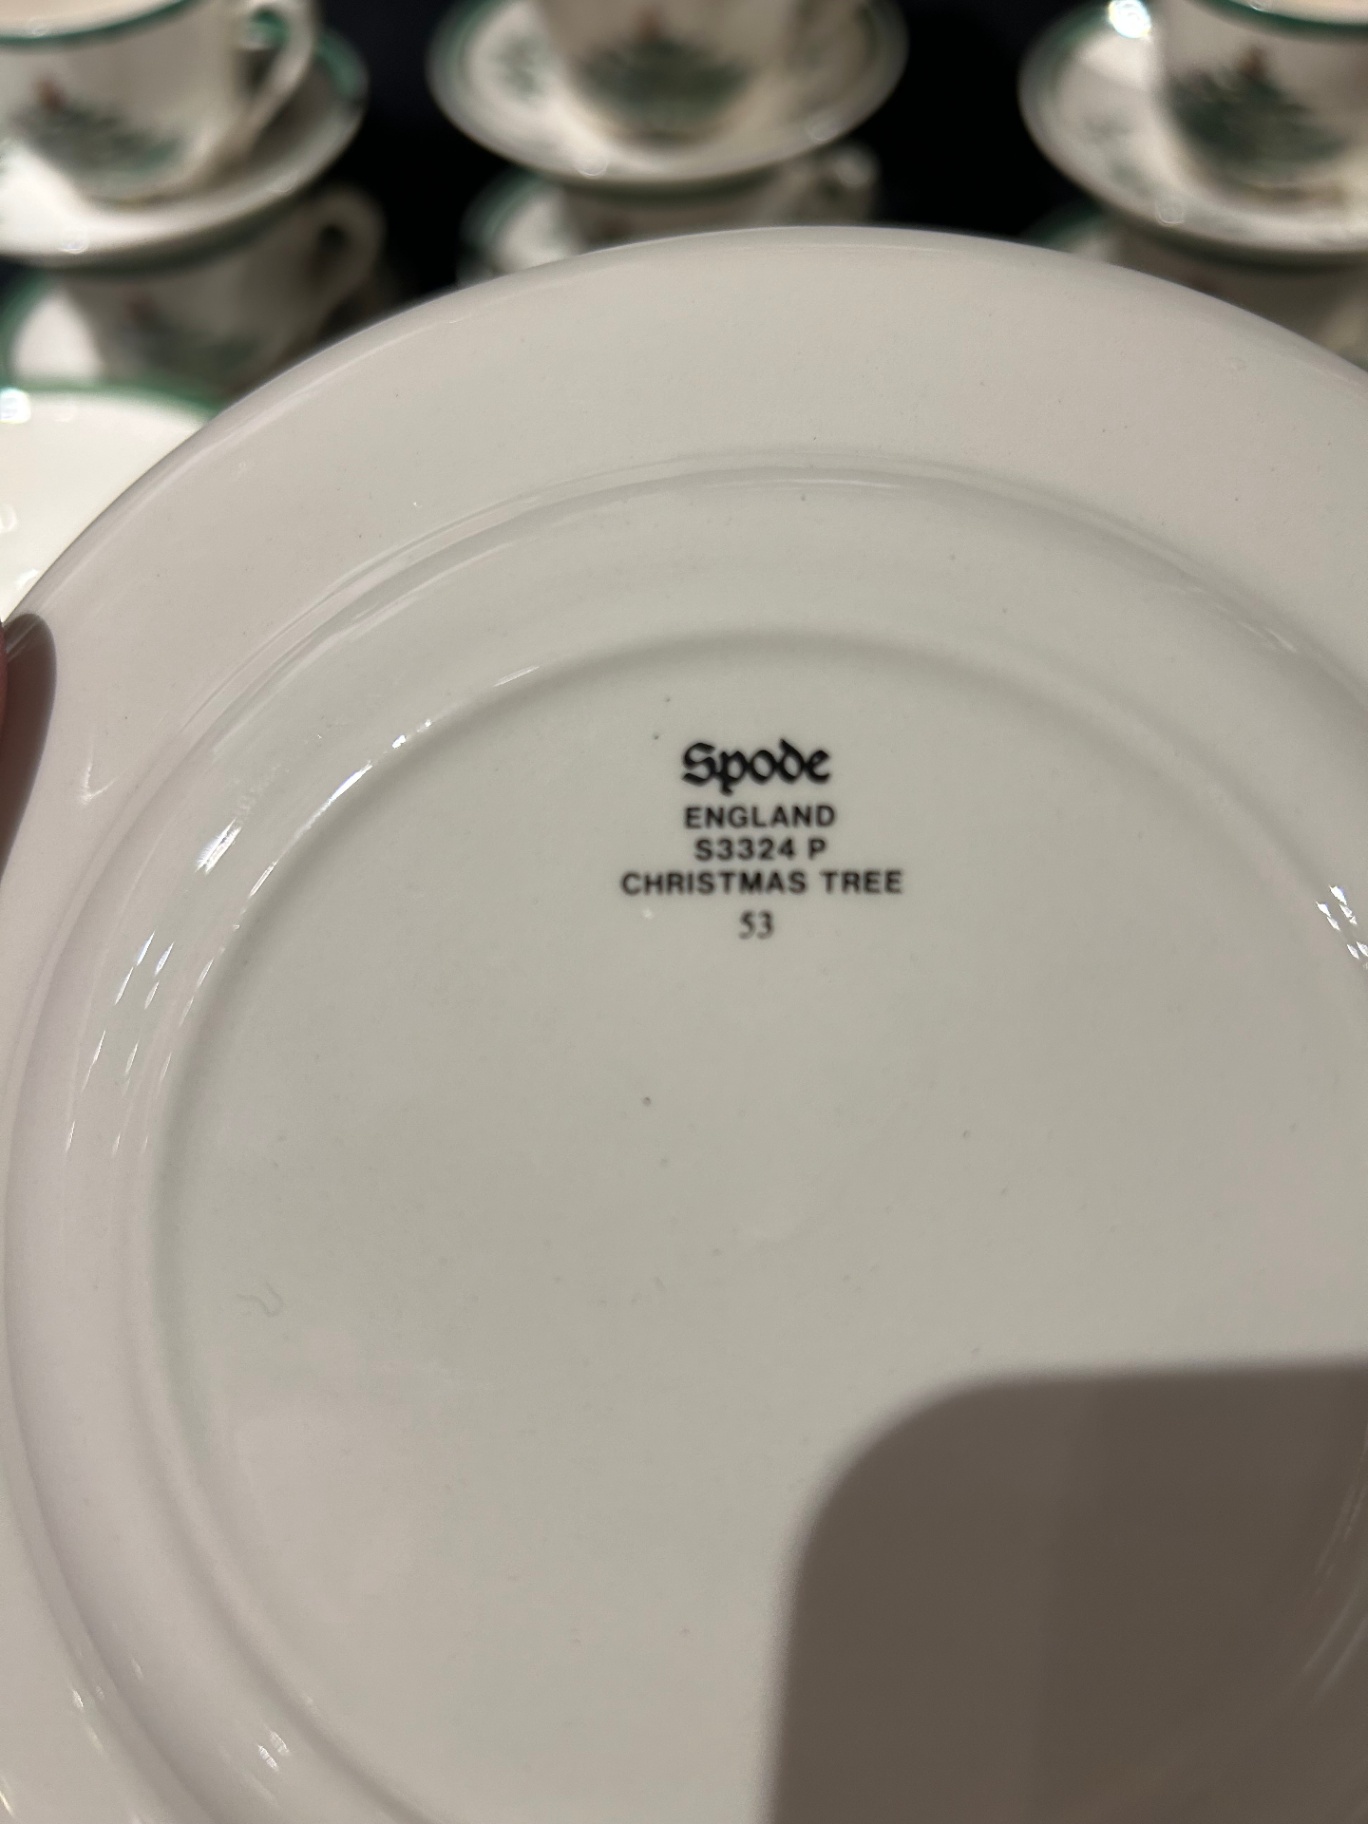 Spode
ENGLAND
S3324 P
CHRISTMAS TREE
53